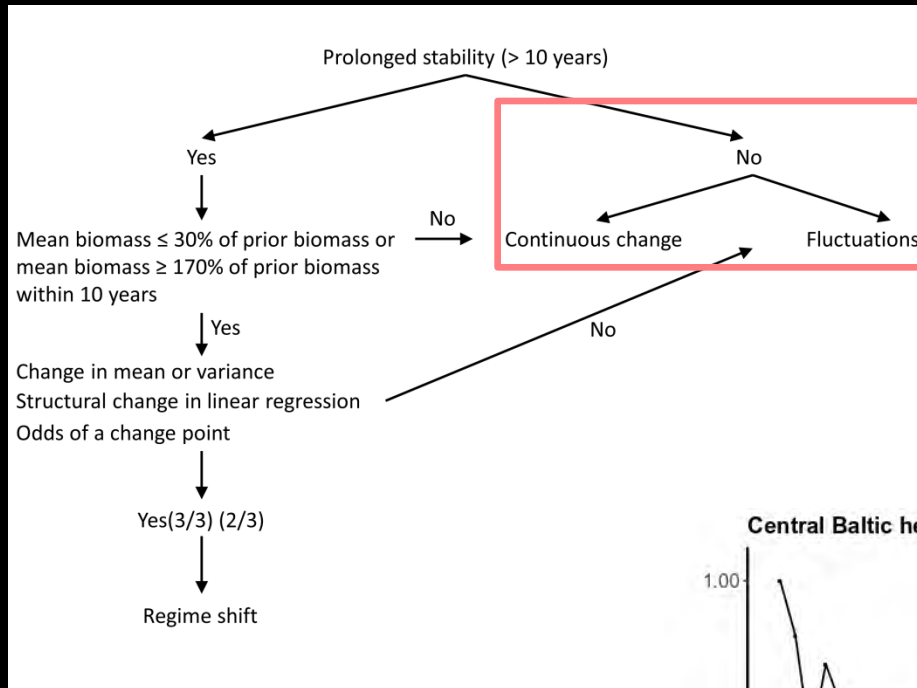 Prolonged stability (> 10 years)
Yes
No
Mean biomass ≤ 30% of prior biomass or
mean biomass ≥ 170% of prior biomass
within 10 years
No
Continuous change
Fluctuations
Yes
No
Change in mean or variance
Structural change in linear regression
Odds of a change point
Yes(3/3) (2/3)
Regime shift
Central Baltic he
1.00